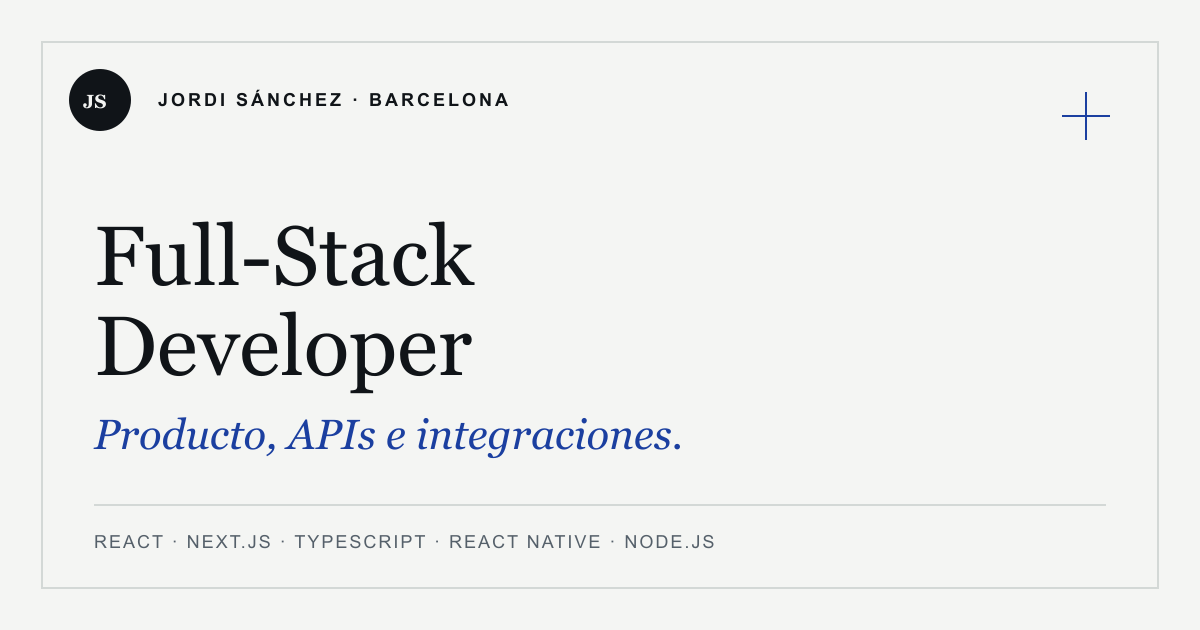 JS
JORDI SÁNCHEZ · BARCELONA
Full-Stack
Developer
Producto, APIs e integraciones.
REACT · NEXT.JS · TYPESCRIPT · REACT NATIVE · NODE.JS